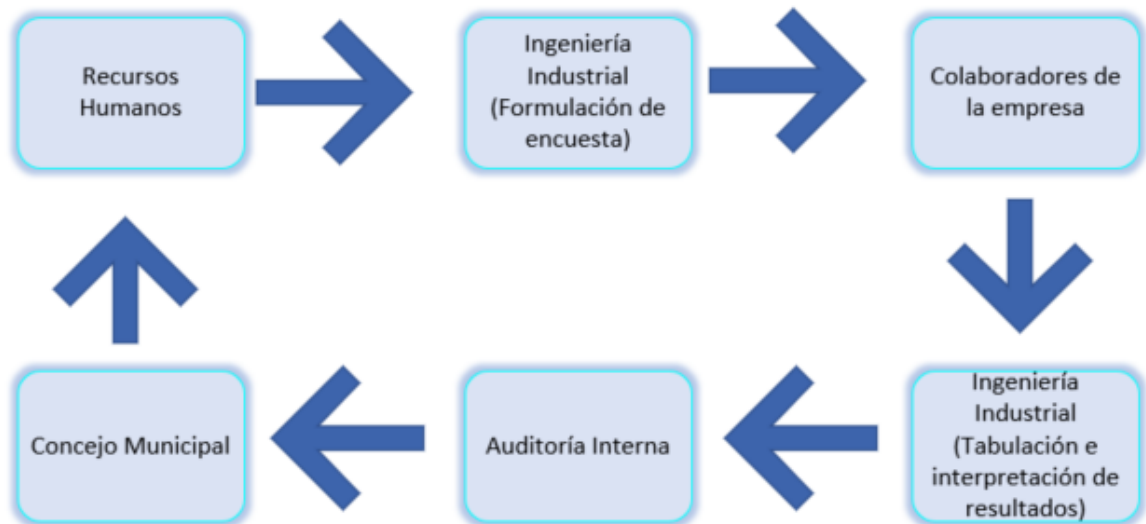 Recursos
Humanos
Ingeniería
Industrial
(Formulación de
encuesta)
Colaboradores de
la empresa
Concejo Municipal
Auditoría Interna
Ingeniería
Industrial
(Tabulación e
interpretación de
resultados)